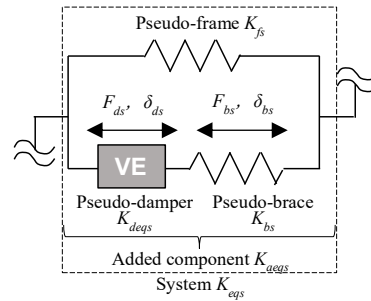 Pseudo-frame K_fs
F_ds, δ_ds F_bs, δ_bs
VE
Pseudo-damper Pseudo-brace
K_deqs K_bs
Added component K_aeqs
System K_eqs